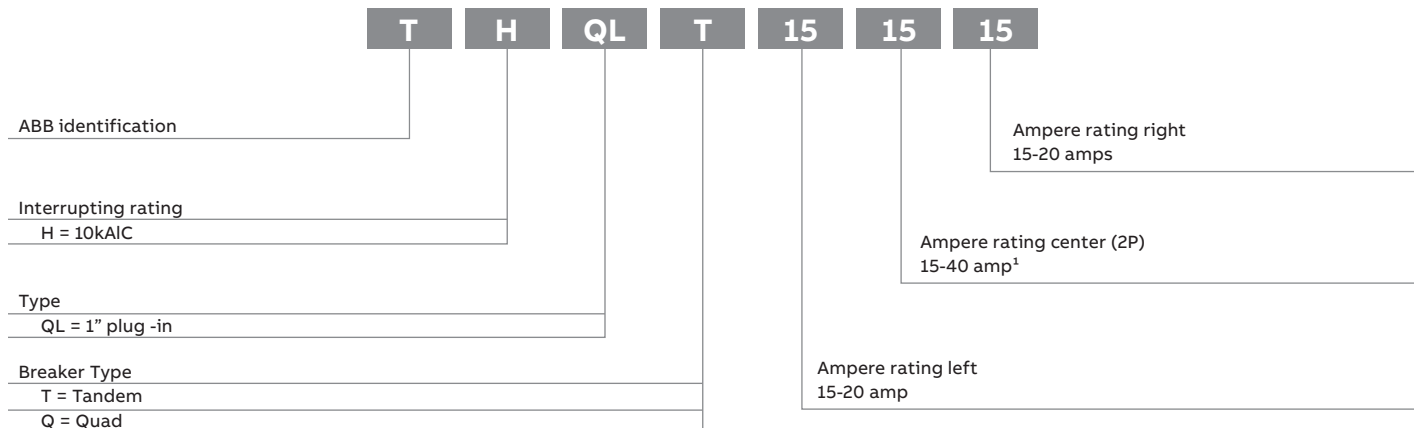 T H QL T 15 15 15
ABB identification
Interrupting rating
H = 10kAlC
Type
QL = 1” plug -in
Breaker Type
T = Tandem
Q = Quad
Ampere rating right
15-20 amps
Ampere rating center (2P)
15-40 amp¹
Ampere rating left
15-20 amp